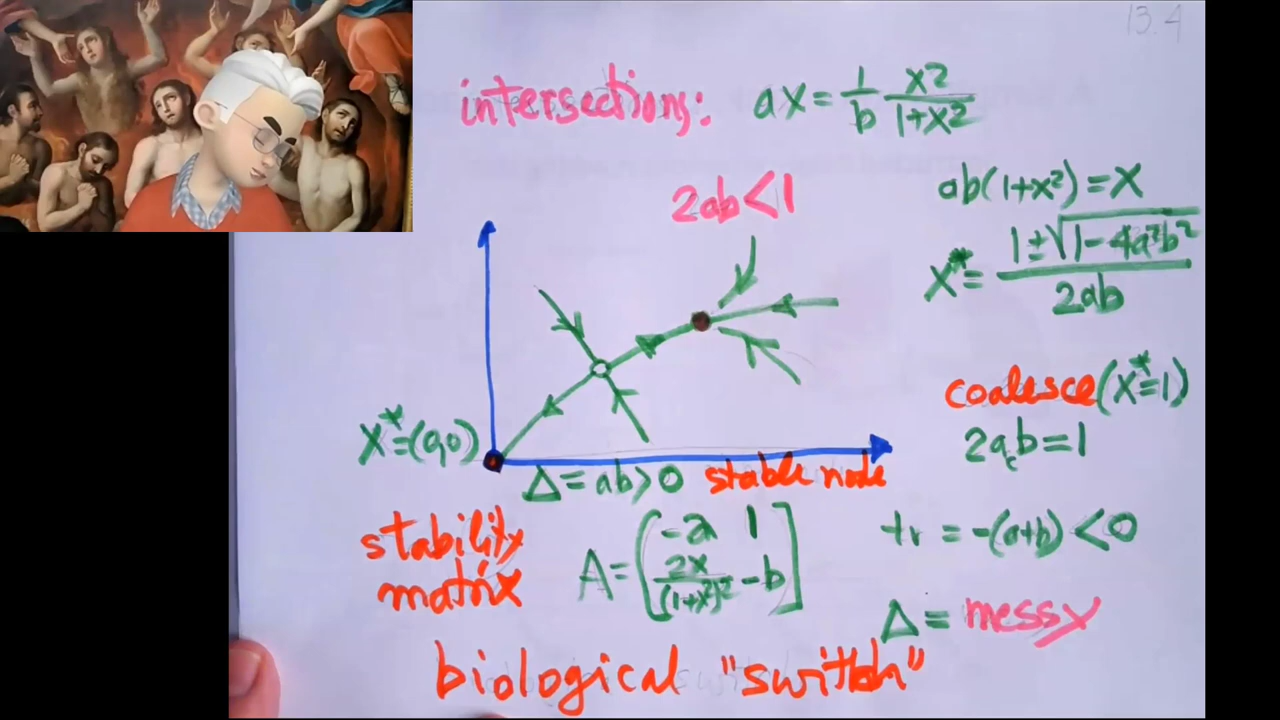 13.4
intersections: ax = 1/b x²/(1+x²)
ab(1+x²)=x
2ab<1
x* = (1±√(1-4a²b²))/(2ab)
coalesce (x*=1)
2a_cb=1
x*=(0,0)
Δ = ab>0 stable node
stability matrix
A = [-a 1; 2x/(1+x²)² -b]
tr = -(a+b) <0
Δ = messy
biological "switch"